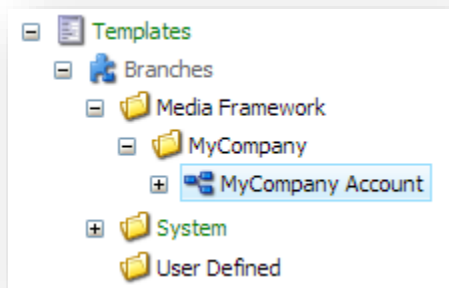 Templates
Branches
Media Framework
MyCompany
MyCompany Account
System
User Defined